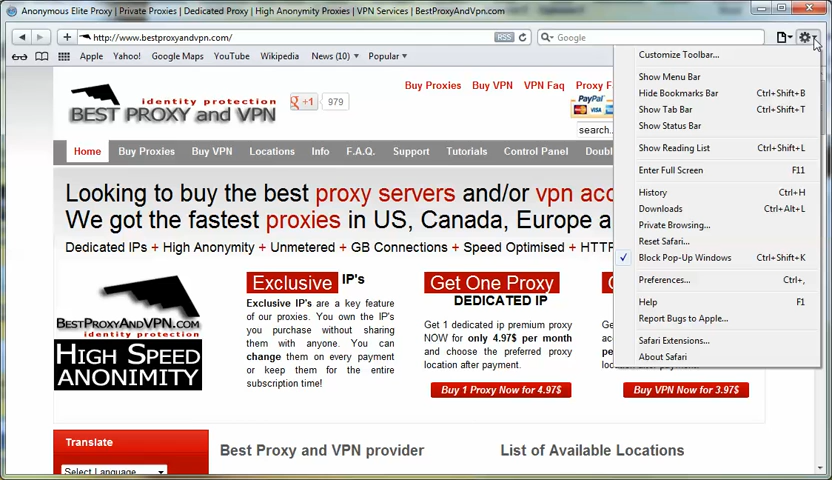 Anonymous Elite Proxy | Private Proxies | Dedicated Proxy | High Anonymity Proxies | VPN Services | BestProxyAndVPN.com
http://www.bestproxyandvpn.com/
RSS
Google
Apple Yahoo! Google Maps YouTube Wikipedia News (10) Popular
identity protection
BEST PROXY and VPN
g +1 979
Buy Proxies Buy VPN VPN Faq Proxy F
PayPal
search..
Home Buy Proxies Buy VPN Locations Info F.A.Q. Support Tutorials Control Panel Doubl
Looking to buy the best proxy servers and/or vpn acc
We got the fastest proxies in US, Canada, Europe a
Dedicated IPs + High Anonymity + Unmetered + GB Connections + Speed Optimised + HTTP
BESTPROXYANDVPN.COM
identity protection
HIGH SPEED
ANONIMITY
Exclusive IP's
Exclusive IP's are a key feature
of our proxies. You own the IP's
you purchase without sharing
them with anyone. You can
change them on every payment
or keep them for the entire
subscription time!
Get One Proxy
DEDICATED IP
Get 1 dedicated ip premium proxy
NOW for only 4.97$ per month
and choose the preferred proxy
location after payment.
Buy 1 Proxy Now for 4.97$
Buy VPN Now for 3.97$
Translate
Select Language
Best Proxy and VPN provider
List of Available Locations
Customize Toolbar...
Show Menu Bar
Hide Bookmarks Bar Ctrl+Shift+B
Show Tab Bar Ctrl+Shift+T
Show Status Bar
Show Reading List Ctrl+Shift+L
Enter Full Screen F11
History Ctrl+H
Downloads Ctrl+Alt+L
Private Browsing...
Reset Safari...
Block Pop-Up Windows Ctrl+Shift+K
Preferences... Ctrl+,
Help F1
Report Bugs to Apple...
Safari Extensions...
About Safari